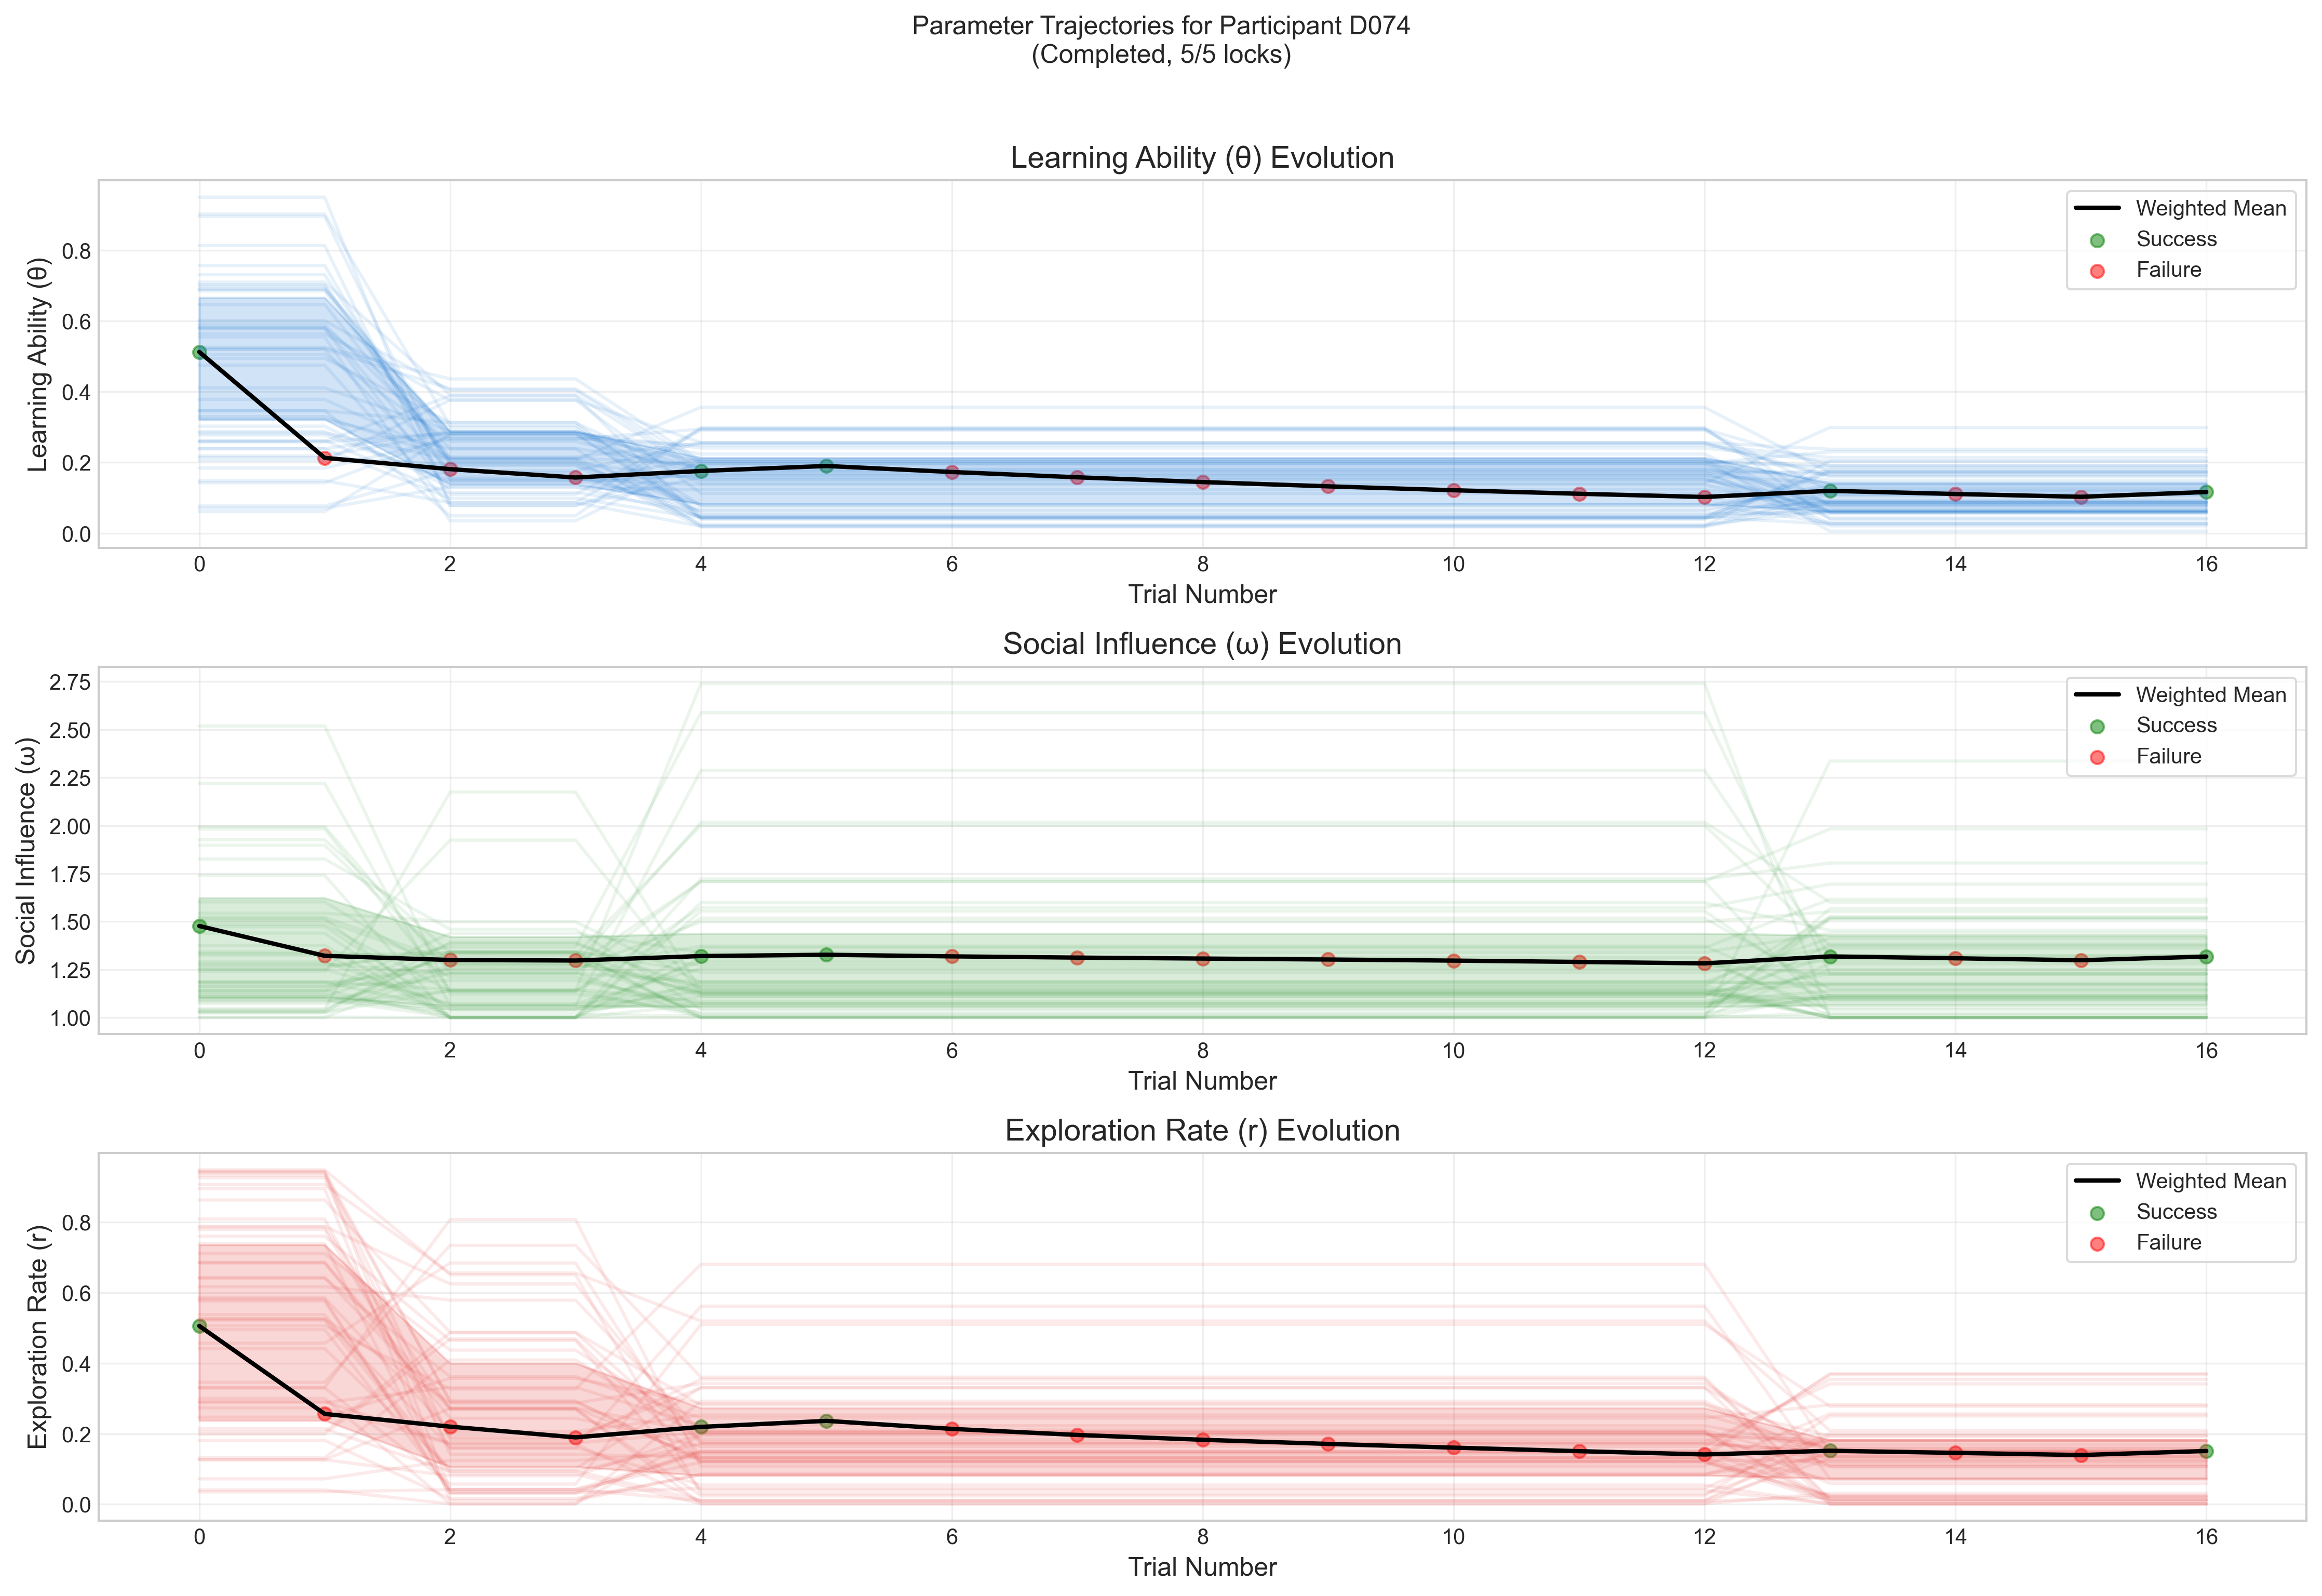 Parameter Trajectories for Participant D074
(Completed, 5/5 locks)
Learning Ability (θ) Evolution
Learning Ability (θ)
0.8
0.6
0.4
0.2
0.0
Weighted Mean
Success
Failure
0 2 4 6 8 10 12 14 16
Trial Number
Social Influence (ω) Evolution
Social Influence (ω)
2.75
2.50
2.25
2.00
1.75
1.50
1.25
1.00
Weighted Mean
Success
Failure
0 2 4 6 8 10 12 14 16
Trial Number
Exploration Rate (r) Evolution
Exploration Rate (r)
0.8
0.6
0.4
0.2
0.0
Weighted Mean
Success
Failure
0 2 4 6 8 10 12 14 16
Trial Number